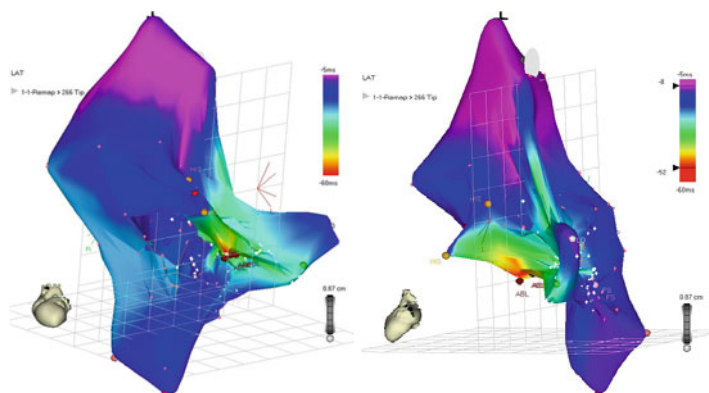 LAT
1-1-ReMap > 266 Tip
-5ms
-60ms
0.87 cm
LAT
1-1-ReMap > 266 Tip
-8
-5ms
-52
-60ms
ABL
0.87 cm